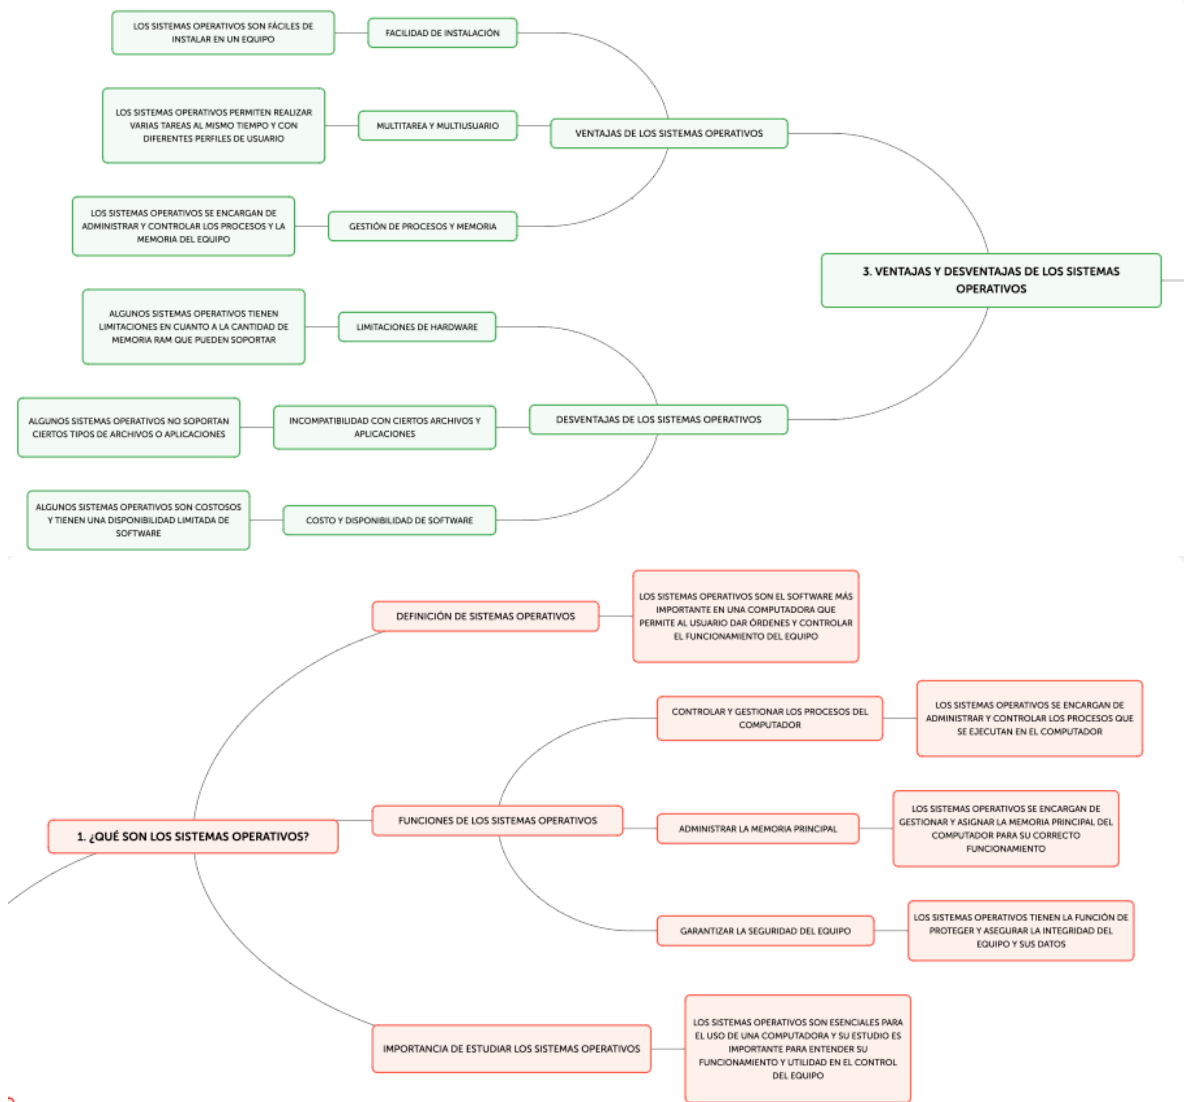 LOS SISTEMAS OPERATIVOS SON FÁCILES DE
INSTALAR EN UN EQUIPO
FACILIDAD DE INSTALACIÓN
LOS SISTEMAS OPERATIVOS PERMITEN REALIZAR
VARIAS TAREAS AL MISMO TIEMPO Y CON
DIFERENTES PERFILES DE USUARIO
MULTITAREA Y MULTIUSUARIO
VENTAJAS DE LOS SISTEMAS OPERATIVOS
LOS SISTEMAS OPERATIVOS SE ENCARGAN DE
ADMINISTRAR Y CONTROLAR LOS PROCESOS Y LA
MEMORIA DEL EQUIPO
GESTIÓN DE PROCESOS Y MEMORIA
3. VENTAJAS Y DESVENTAJAS DE LOS SISTEMAS
OPERATIVOS
ALGUNOS SISTEMAS OPERATIVOS TIENEN
LIMITACIONES EN CUANTO A LA CANTIDAD DE
MEMORIA RAM QUE PUEDEN SOPORTAR
LIMITACIONES DE HARDWARE
ALGUNOS SISTEMAS OPERATIVOS NO SOPORTAN
CIERTOS TIPOS DE ARCHIVOS O APLICACIONES
INCOMPATIBILIDAD CON CIERTOS ARCHIVOS Y
APLICACIONES
DESVENTAJAS DE LOS SISTEMAS OPERATIVOS
ALGUNOS SISTEMAS OPERATIVOS SON COSTOSOS
Y TIENEN UNA DISPONIBILIDAD LIMITADA DE
SOFTWARE
COSTO Y DISPONIBILIDAD DE SOFTWARE
DEFINICIÓN DE SISTEMAS OPERATIVOS
LOS SISTEMAS OPERATIVOS SON EL SOFTWARE MÁS
IMPORTANTE EN UNA COMPUTADORA QUE
PERMITE AL USUARIO DAR ÓRDENES Y CONTROLAR
EL FUNCIONAMIENTO DEL EQUIPO
CONTROLAR Y GESTIONAR LOS PROCESOS DEL
COMPUTADOR
LOS SISTEMAS OPERATIVOS SE ENCARGAN DE
ADMINISTRAR Y CONTROLAR LOS PROCESOS QUE
SE EJECUTAN EN EL COMPUTADOR
1. ¿QUÉ SON LOS SISTEMAS OPERATIVOS?
FUNCIONES DE LOS SISTEMAS OPERATIVOS
ADMINISTRAR LA MEMORIA PRINCIPAL
LOS SISTEMAS OPERATIVOS SE ENCARGAN DE
GESTIONAR Y ASIGNAR LA MEMORIA PRINCIPAL DEL
COMPUTADOR PARA SU CORRECTO
FUNCIONAMIENTO
GARANTIZAR LA SEGURIDAD DEL EQUIPO
LOS SISTEMAS OPERATIVOS TIENEN LA FUNCIÓN DE
PROTEGER Y ASEGURAR LA INTEGRIDAD DEL
EQUIPO Y SUS DATOS
IMPORTANCIA DE ESTUDIAR LOS SISTEMAS OPERATIVOS
LOS SISTEMAS OPERATIVOS SON ESENCIALES PARA
EL USO DE UNA COMPUTADORA Y SU ESTUDIO ES
IMPORTANTE PARA ENTENDER SU
FUNCIONAMIENTO Y UTILIDAD EN EL CONTROL
DEL EQUIPO